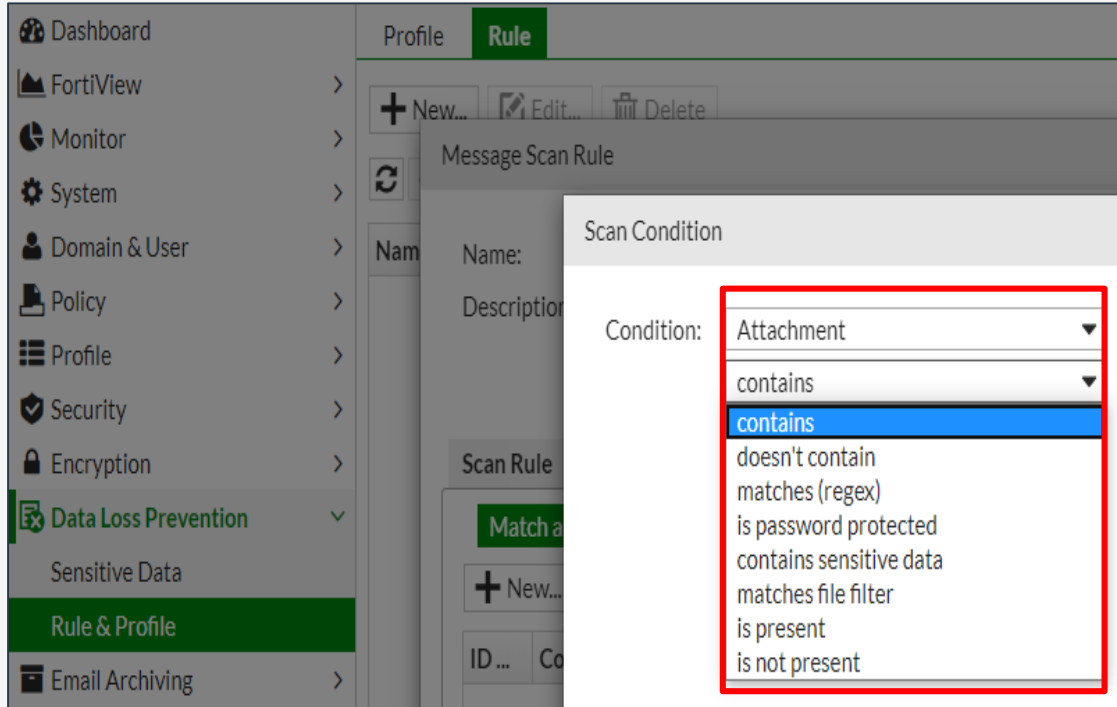 Dashboard
FortiView
Monitor
System
Domain & User
Policy
Profile
Security
Encryption
Data Loss Prevention
Sensitive Data
Rule & Profile
Email Archiving
Profile Rule
New... Edit... Delete
Message Scan Rule
Nam
Name:
Description
Scan Rule
Match a
New...
ID ... Co
Scan Condition
Condition: Attachment
contains
contains
doesn't contain
matches (regex)
is password protected
contains sensitive data
matches file filter
is present
is not present